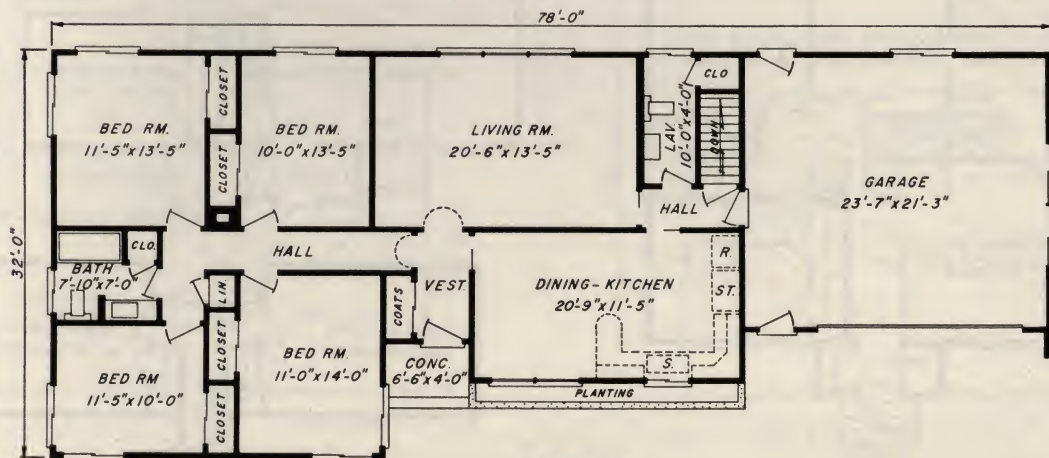 78'-0"
32'-0"
BED RM.
11'-5"x13'-5"
CLOSET
CLOSET
BED RM.
10'-0"x13'-5"
LIVING RM.
20'-6"x13'-5"
LAV
10'-0"x4'-0"
CLO
DOWN
GARAGE
23'-7"x21'-3"
HALL
HALL
BATH
7'-10"x7'-0"
CLO.
LIN.
COATS
VEST.
DINING-KITCHEN
20'-9"x11'-5"
R.
ST.
S.
BED RM
11'-5"x10'-0"
CLOSET
CLOSET
BED RM.
11'-0"x14'-0"
CONC.
6'-6"x4'-0"
PLANTING